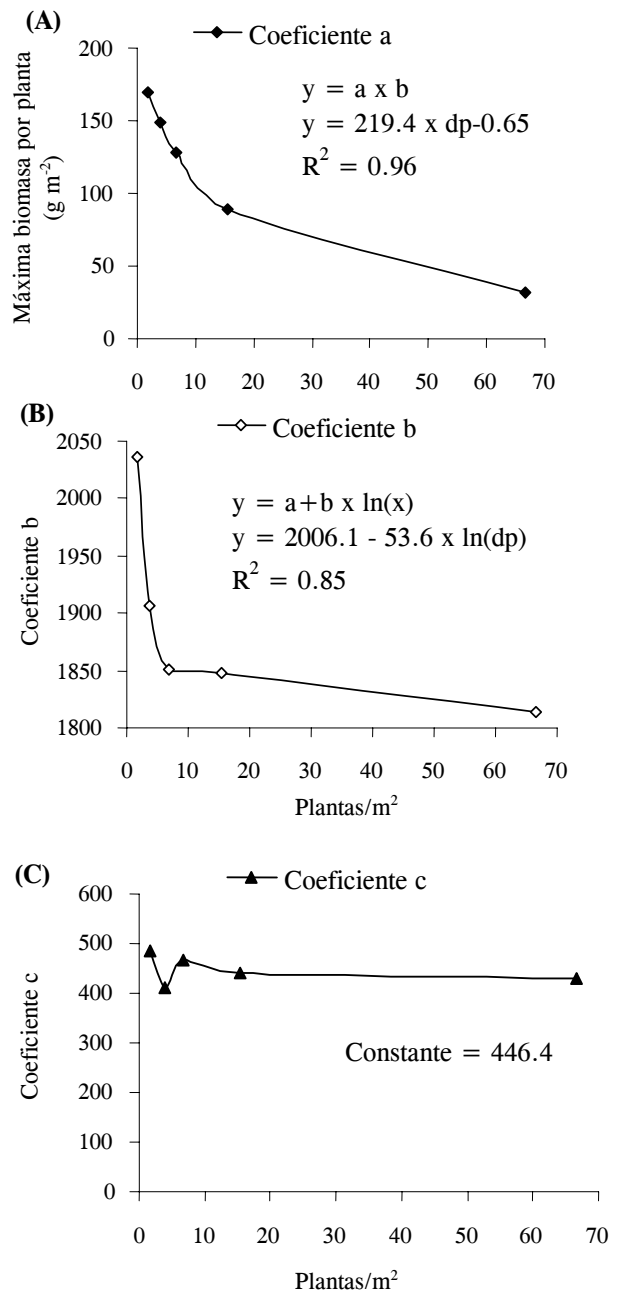 (A)
Coeficiente a
Máxima biomasa por planta
(g m-2)
200
150
100
50
0
y = a x b
y = 219.4 x dp-0.65
R2 = 0.96
0 10 20 30 40 50 60 70
(B)
Coeficiente b
Coeficiente b
2050
2000
1950
1900
1850
1800
y = a+b x ln(x)
y = 2006.1 - 53.6 x ln(dp)
R2 = 0.85
0 10 20 30 40 50 60 70
Plantas/m2
(C)
Coeficiente c
Coeficiente c
600
500
400
300
200
100
0
Constante = 446.4
0 10 20 30 40 50 60 70
Plantas/m2